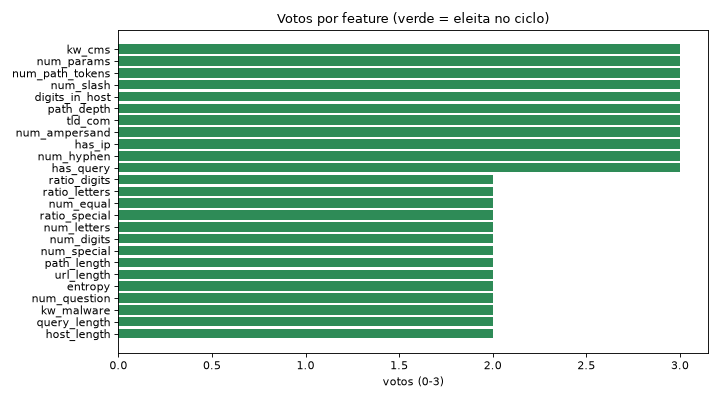 Votos por feature (verde = eleita no ciclo)
kw_cms
num_params
num_path_tokens
num_slash
digits_in_host
path_depth
tld_com
num_ampersand
has_ip
num_hyphen
has_query
ratio_digits
ratio_letters
num_equal
ratio_special
num_letters
num_digits
num_special
path_length
url_length
entropy
num_question
kw_malware
query_length
host_length
0.0 0.5 1.0 1.5 2.0 2.5 3.0
votos (0-3)